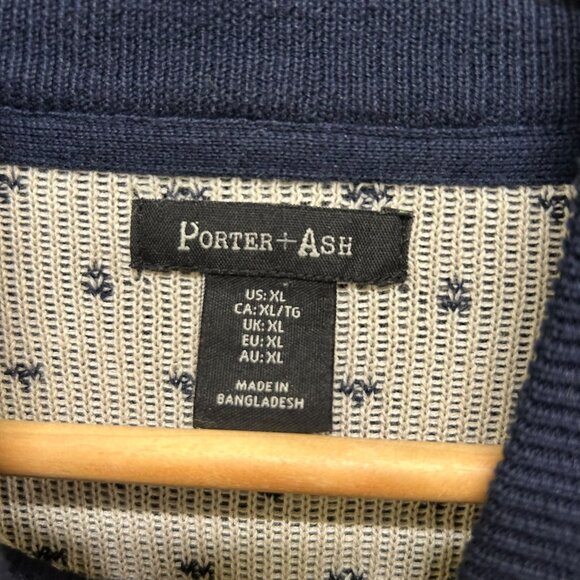 PORTER+ASH
US: XL
CA: XL/TG
UK: XL
EU: XL
AU: XL
MADE IN
BANGLADESH